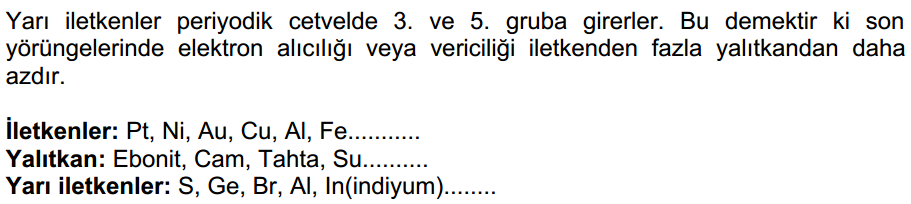 Yarı iletkenler periyodik cetvelde 3. ve 5. gruba girerler. Bu demektir ki son
yörüngelerinde elektron alıcılığı veya vericiliği iletkenden fazla yalıtkandan daha
azdır.
İletkenler: Pt, Ni, Au, Cu, Al, Fe...........
Yalıtkan: Ebonit, Cam, Tahta, Su..........
Yarı iletkenler: S, Ge, Br, Al, In(indiyum)........